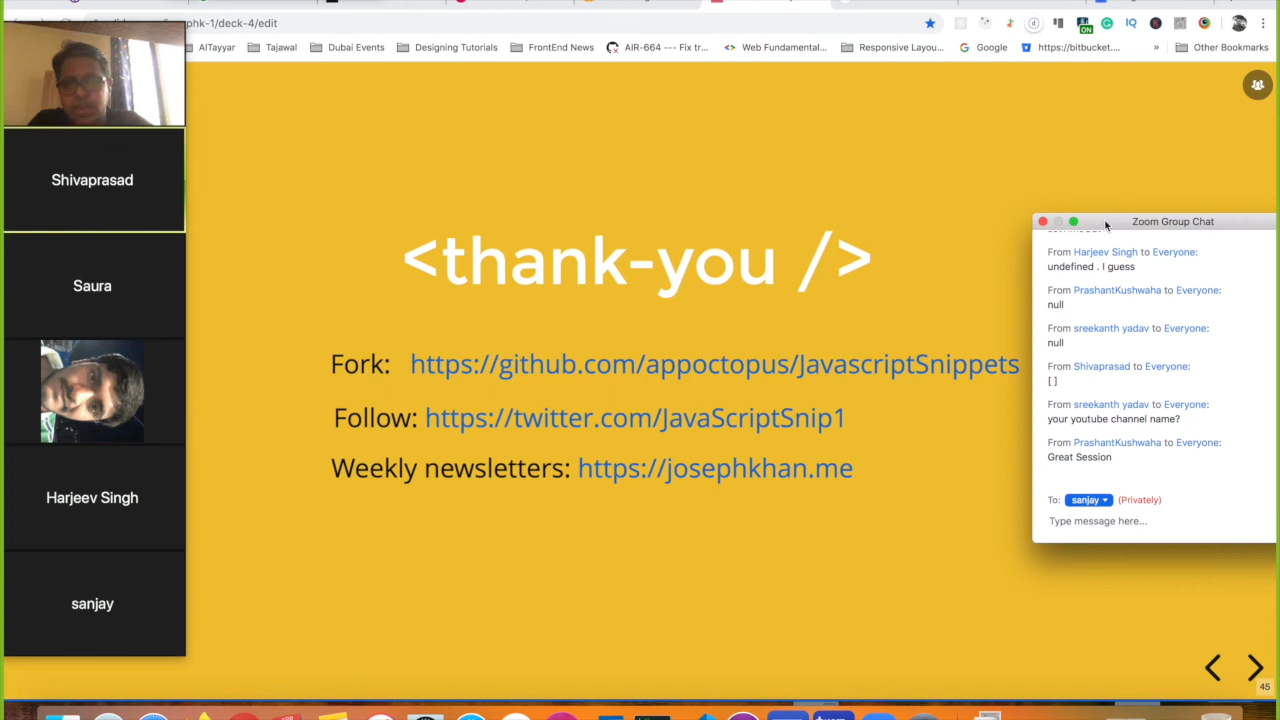 phk-1/deck-4/edit
AlTayyar
Tajawal
Dubai Events
Designing Tutorials
FrontEnd News
AIR-664 --- Fix tr...
Web Fundamental...
Responsive Layou...
Google
https://bitbucket....
»
Other Bookmarks
IQ
ON
Shivaprasad
Saura
Harjeev Singh
sanjay
<thank-you />
Fork: https://github.com/appoctopus/JavascriptSnippets
Follow: https://twitter.com/JavaScriptSnip1
Weekly newsletters: https://josephkhan.me
Zoom Group Chat
From Harjeev Singh to Everyone:
undefined . I guess
From PrashantKushwaha to Everyone:
null
From sreekanth yadav to Everyone:
null
From Shivaprasad to Everyone:
[ ]
From sreekanth yadav to Everyone:
your youtube channel name?
From PrashantKushwaha to Everyone:
Great Session
To: sanjay (Privately)
Type message here...
45